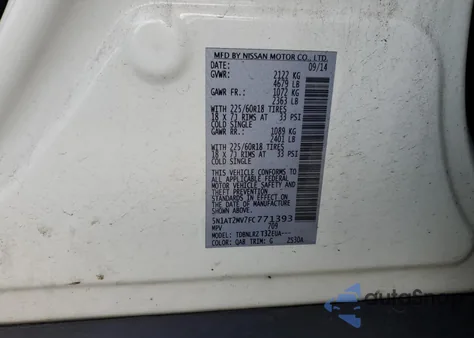 MFD BY NISSAN MOTOR CO., LTD.
DATE: 09/14
GVWR: 2122 KG
4679 LB
GAWR FR.: 1072 KG
2363 LB
WITH 225/60R18 TIRES
18 X 7J RIMS AT 33 PSI
COLD SINGLE
GAWR RR.: 1089 KG
2401 LB
WITH 225/60R18 TIRES
18 X 7J RIMS AT 33 PSI
COLD SINGLE
THIS VEHICLE CONFORMS TO
ALL APPLICABLE FEDERAL
MOTOR VEHICLE SAFETY AND
THEFT PREVENTION
STANDARDS IN EFFECT ON
THE DATE OF MANUFACTURE
SHOWN ABOVE
5N1AT2MV7FC771393
MPV 709
MODEL: TDBNLR2 T32EUA---
COLOR: QAB TRIM: G 2530A